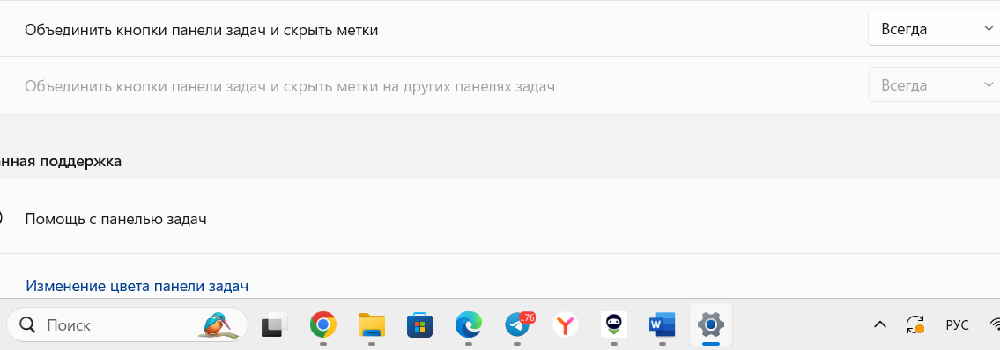 Объединить кнопки панели задач и скрыть метки
Всегда
Объединить кнопки панели задач и скрыть метки на других панелях задач
Всегда
нная поддержка
Помощь с панелью задач
Изменение цвета панели задач
Поиск
..76
W
РУС